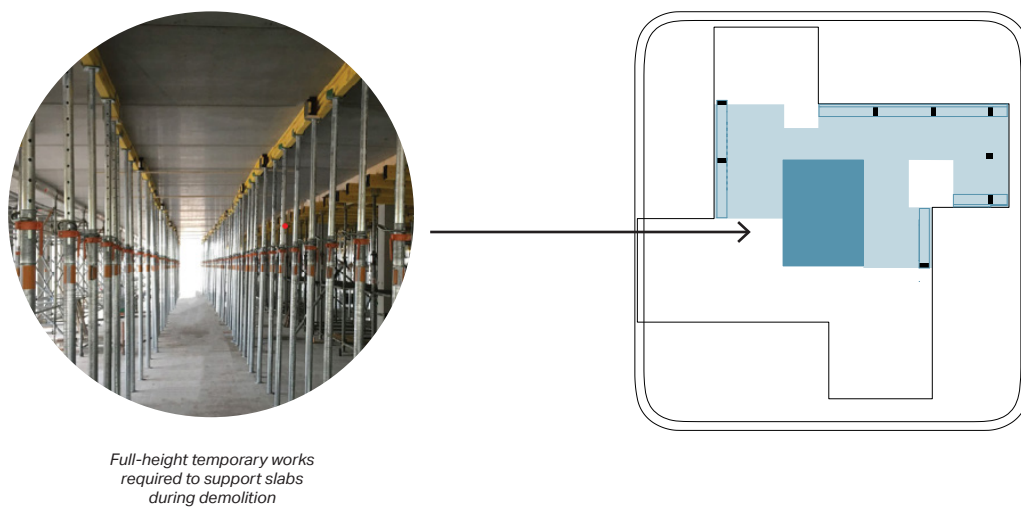 Full-height temporary works
required to support slabs
during demolition